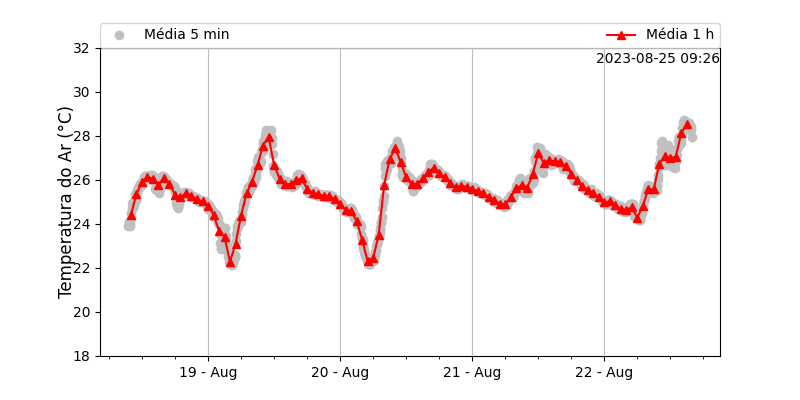 Média 5 min
Média 1 h
2023-08-25 09:26
Temperatura do Ar (°C)
32
30
28
26
24
22
20
18
19 - Aug
20 - Aug
21 - Aug
22 - Aug